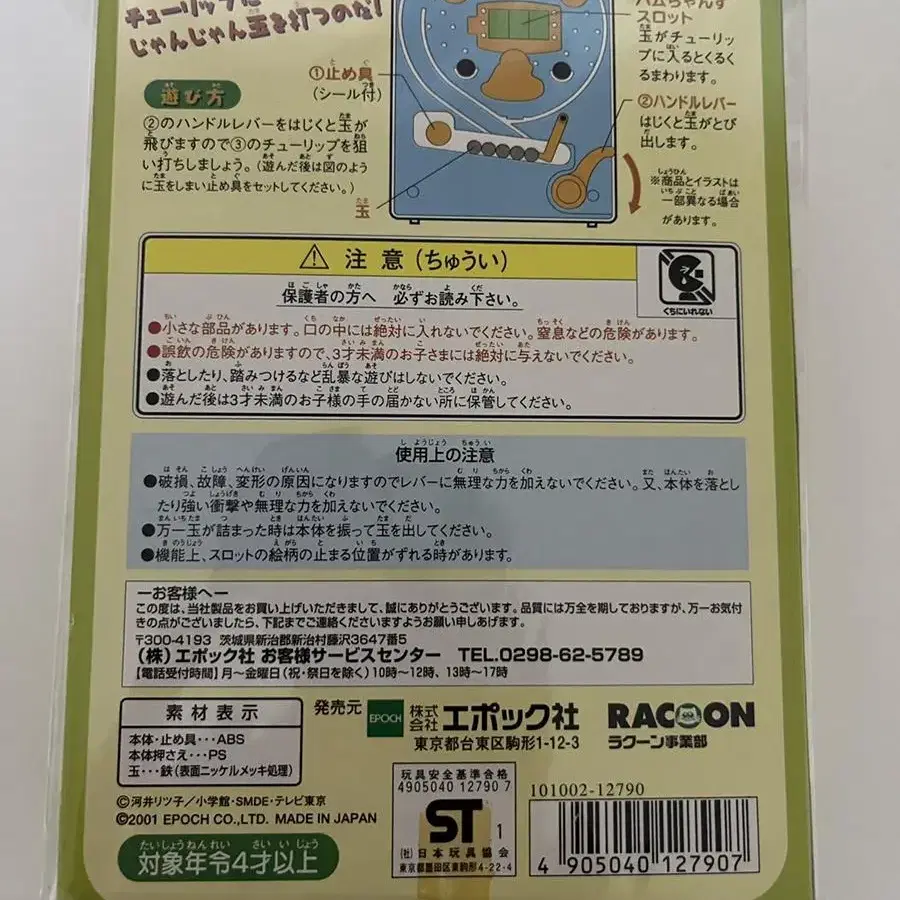 チューリップに
じゃんじゃん玉を打つのだ!
遊び方
②のハンドルレバーをはじくと玉が
飛びますので③のチューリップを狙
い打ちしましょう。(遊んだ後は図のよう
に玉をしまい止め具をセットしてください。)
①止め具
(シール付)
玉
ハムちゃんず
スロット
玉がチューリッ
プに入るとくるく
るまわります。
②ハンドルレバー
はじくと玉がとび
出します。
※商品とイラストは
一部異なる場合
があります。
⚠ 注意(ちゅうい)
保護者の方へ 必ずお読み下さい。
くちにいれない
●小さな部品があります。口の中には絶対に入れないでください。窒息などの危険があります。
●誤飲の危険がありますので、3才未満のお子さまには絶対に与えないでください。
●落としたり、踏みつけるなど乱暴な遊びはしないでください。
●遊んだ後は3才未満のお子様の手の届かない所に保管してください。
使用上の注意
●破損、故障、変形の原因になりますのでレバーに無理な力を加えないでください。又、本体を落とし
たり強い衝撃や無理な力を加えないでください。
●万一玉が詰まった時は本体を振って玉を出してください。
●機能上、スロットの絵柄の止まる位置がずれる時があります。
―お客様へ―
この度は、当社製品をお買い上げいただきまして、誠にありがとうございます。品質には万全を期しておりますが、万一お気付
きの点がございましたら、下記までご連絡くださいますようお願い申しあげます。
〒300-4193 茨城県新治郡新治村藤沢3647番5
(株)エポック社 お客様サービスセンター TEL.0298-62-5789
【電話受付時間】月〜金曜日(祝・祭日を除く)10時〜12時、13時〜17時
素材表示
本体・止め具・・・ABS
本体押さえ・・・PS
玉・・・鉄(表面ニッケルメッキ処理)
発売元 EPOCH 株式会社 エポック社
東京都台東区駒形1-12-3
RACOON
ラクーン事業部
©河井リツ子/小学館・SMDE・テレビ東京
©2001 EPOCH CO.,LTD. MADE IN JAPAN
対象年令4才以上
玩具安全基準合格
4905040 12790 7
ST 1
(社)日本玩具協会
東京都墨田区東駒形4-22-4
101002-12790
4 905040 127907